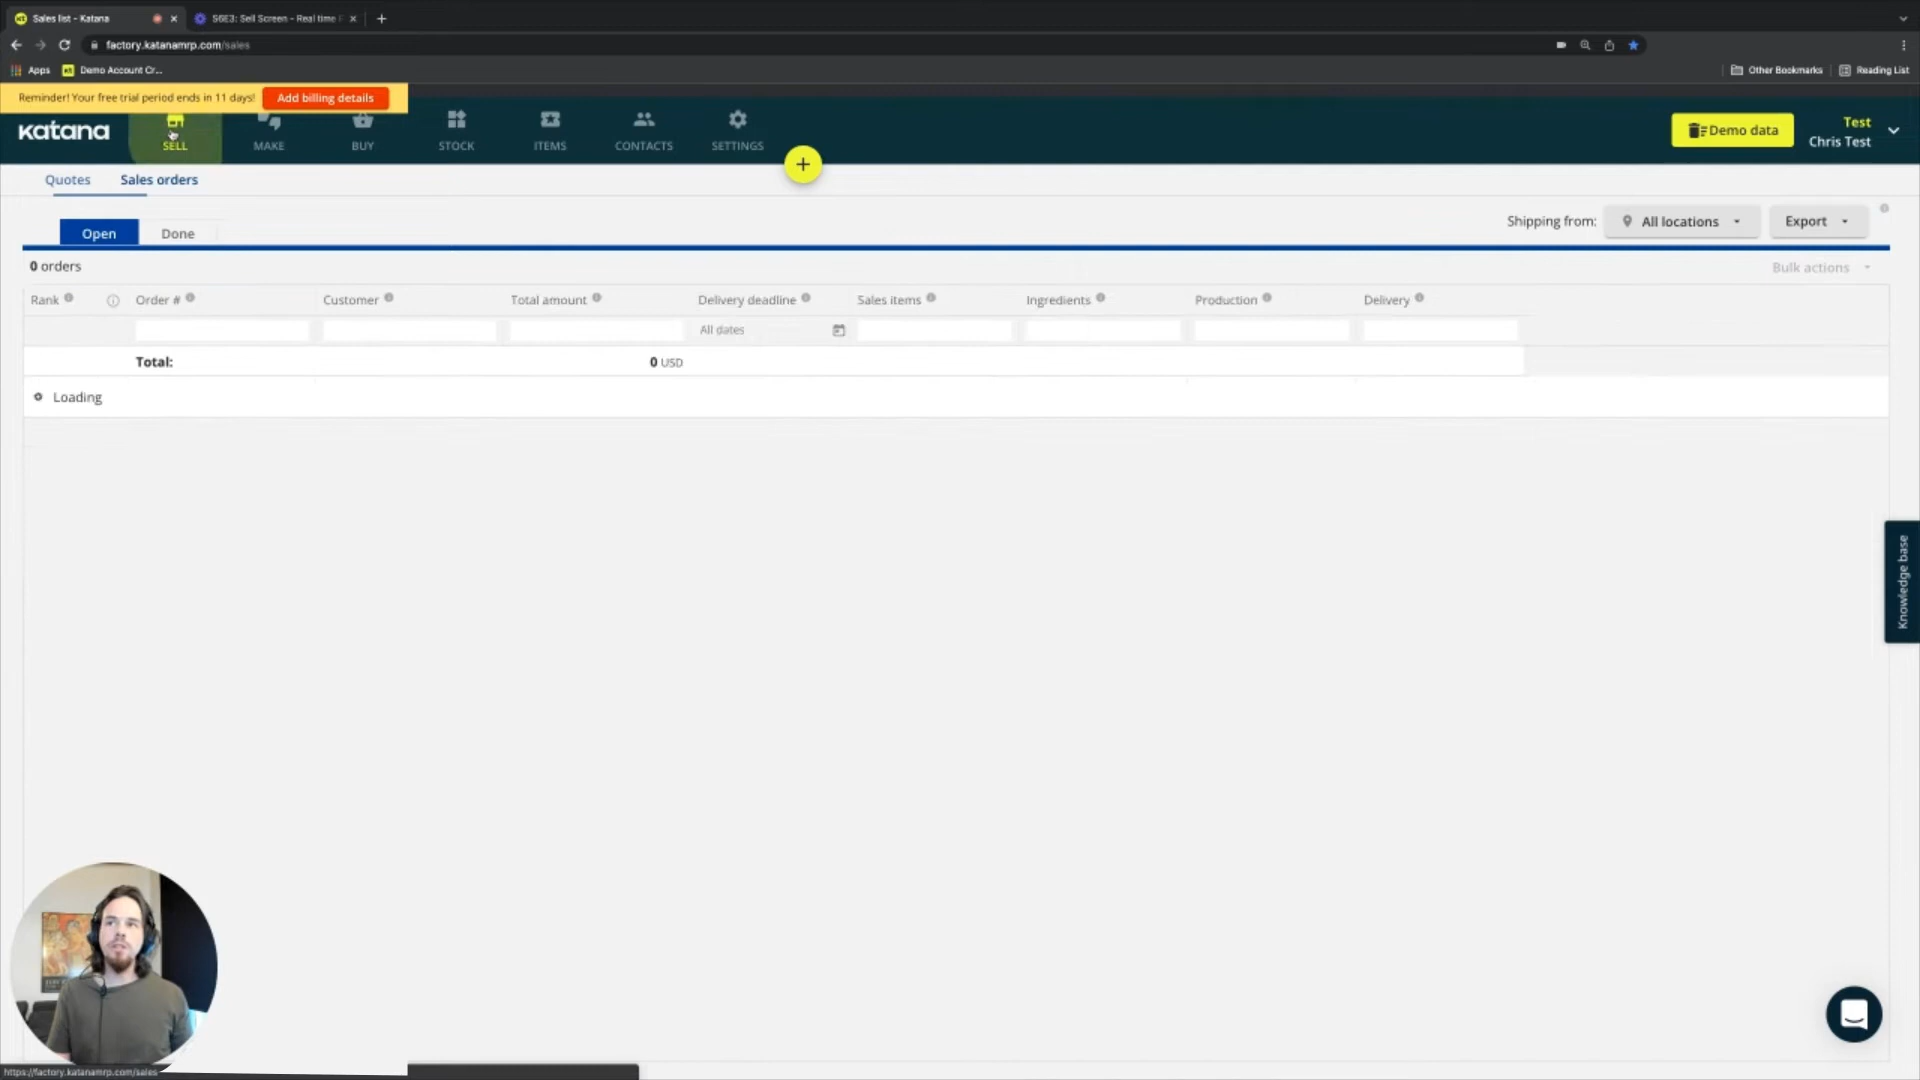 Sales list - Katana
S6E3: Sell Screen - Real time
factory.katanamrp.com/sales
Apps
Demo Account Cr...
Other Bookmarks
Reading List
Reminder! Your free trial period ends in 11 days!
Add billing details
katana
SELL
MAKE
BUY
STOCK
ITEMS
CONTACTS
SETTINGS
+
Demo data
Test
Chris Test
Quotes
Sales orders
Open
Done
Shipping from:
All locations
Export
0 orders
Bulk actions
Rank
Order #
Customer
Total amount
Delivery deadline
Sales items
Ingredients
Production
Delivery
All dates
Total:
0 USD
Loading
Knowledge base
https://factory.katanamrp.com/sales